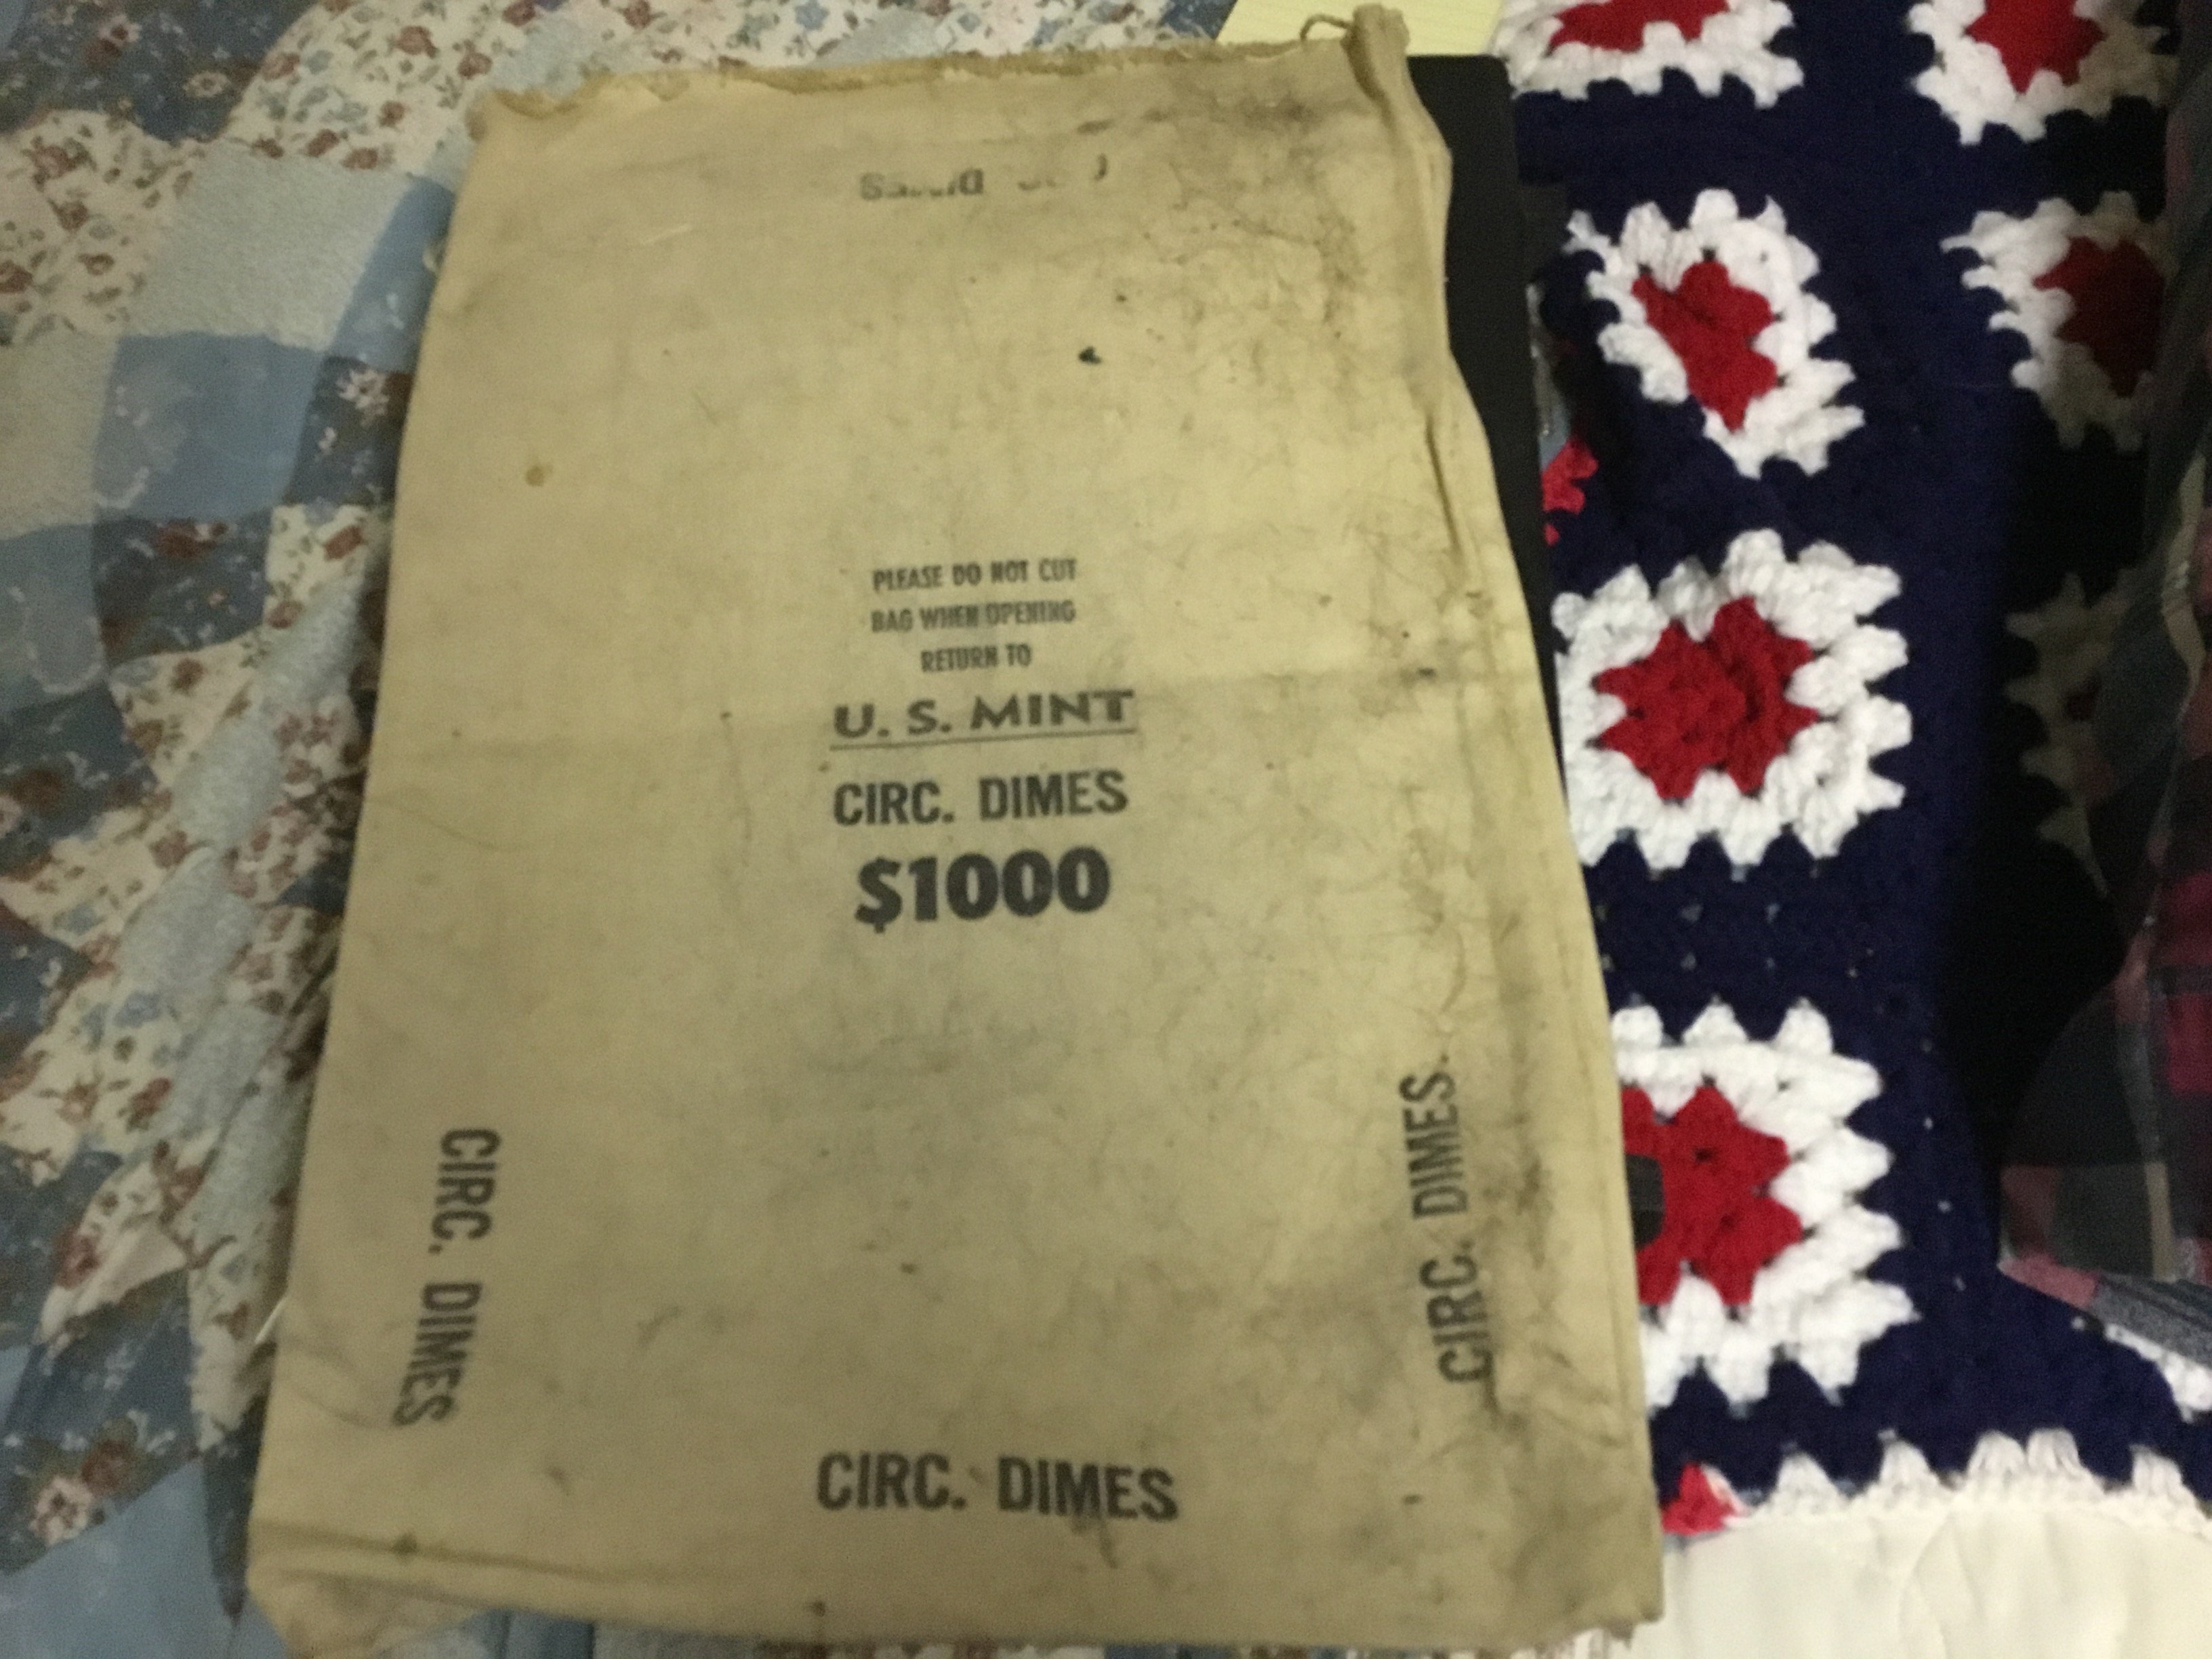 PLEASE DO NOT CUT
BAG WHEN OPENING
RETURN TO
U. S. MINT
CIRC. DIMES
$1000
CIRC. DIMES
CIRC. DIMES.
CIRC. DIMES